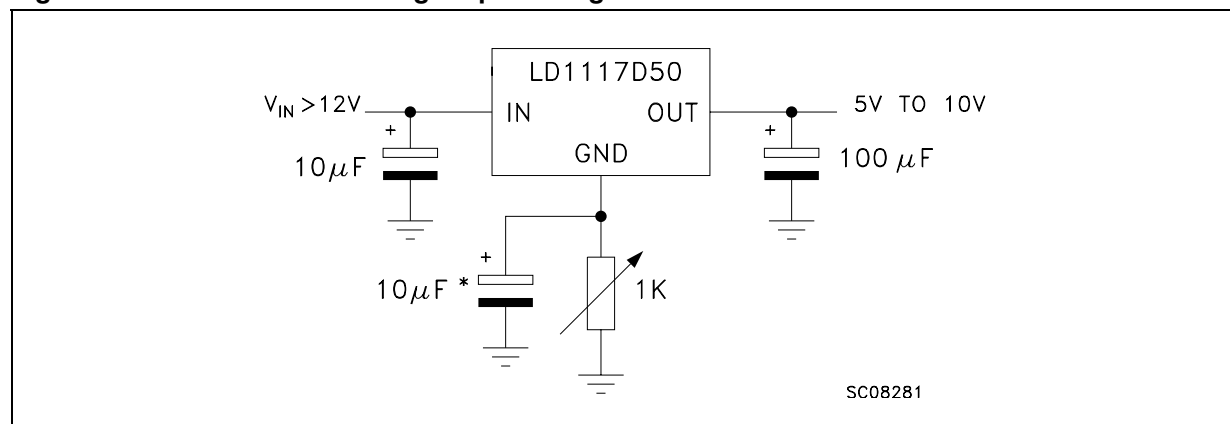 LD1117D50
V_IN >12V
IN
OUT
5V TO 10V
10μF
GND
100 μF
10μF *
1K
SC08281